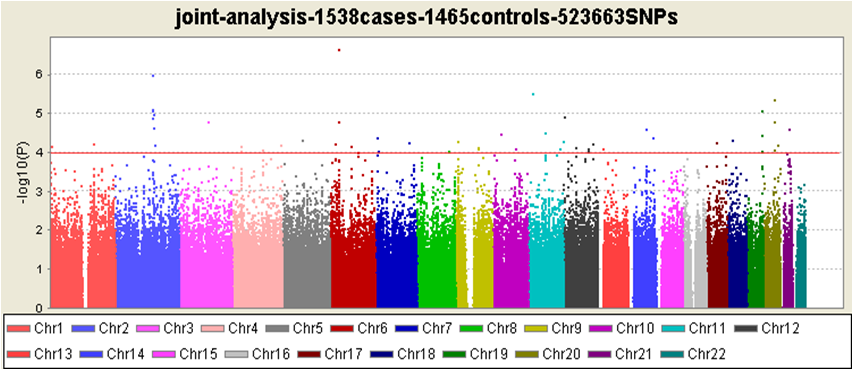 joint-analysis-1538cases-1465controls-523663SNPs
6
5
4
3
2
1
0
-log10(P)
Chr1 Chr2 Chr3 Chr4 Chr5 Chr6 Chr7 Chr8 Chr9 Chr10 Chr11 Chr12
Chr13 Chr14 Chr15 Chr16 Chr17 Chr18 Chr19 Chr20 Chr21 Chr22